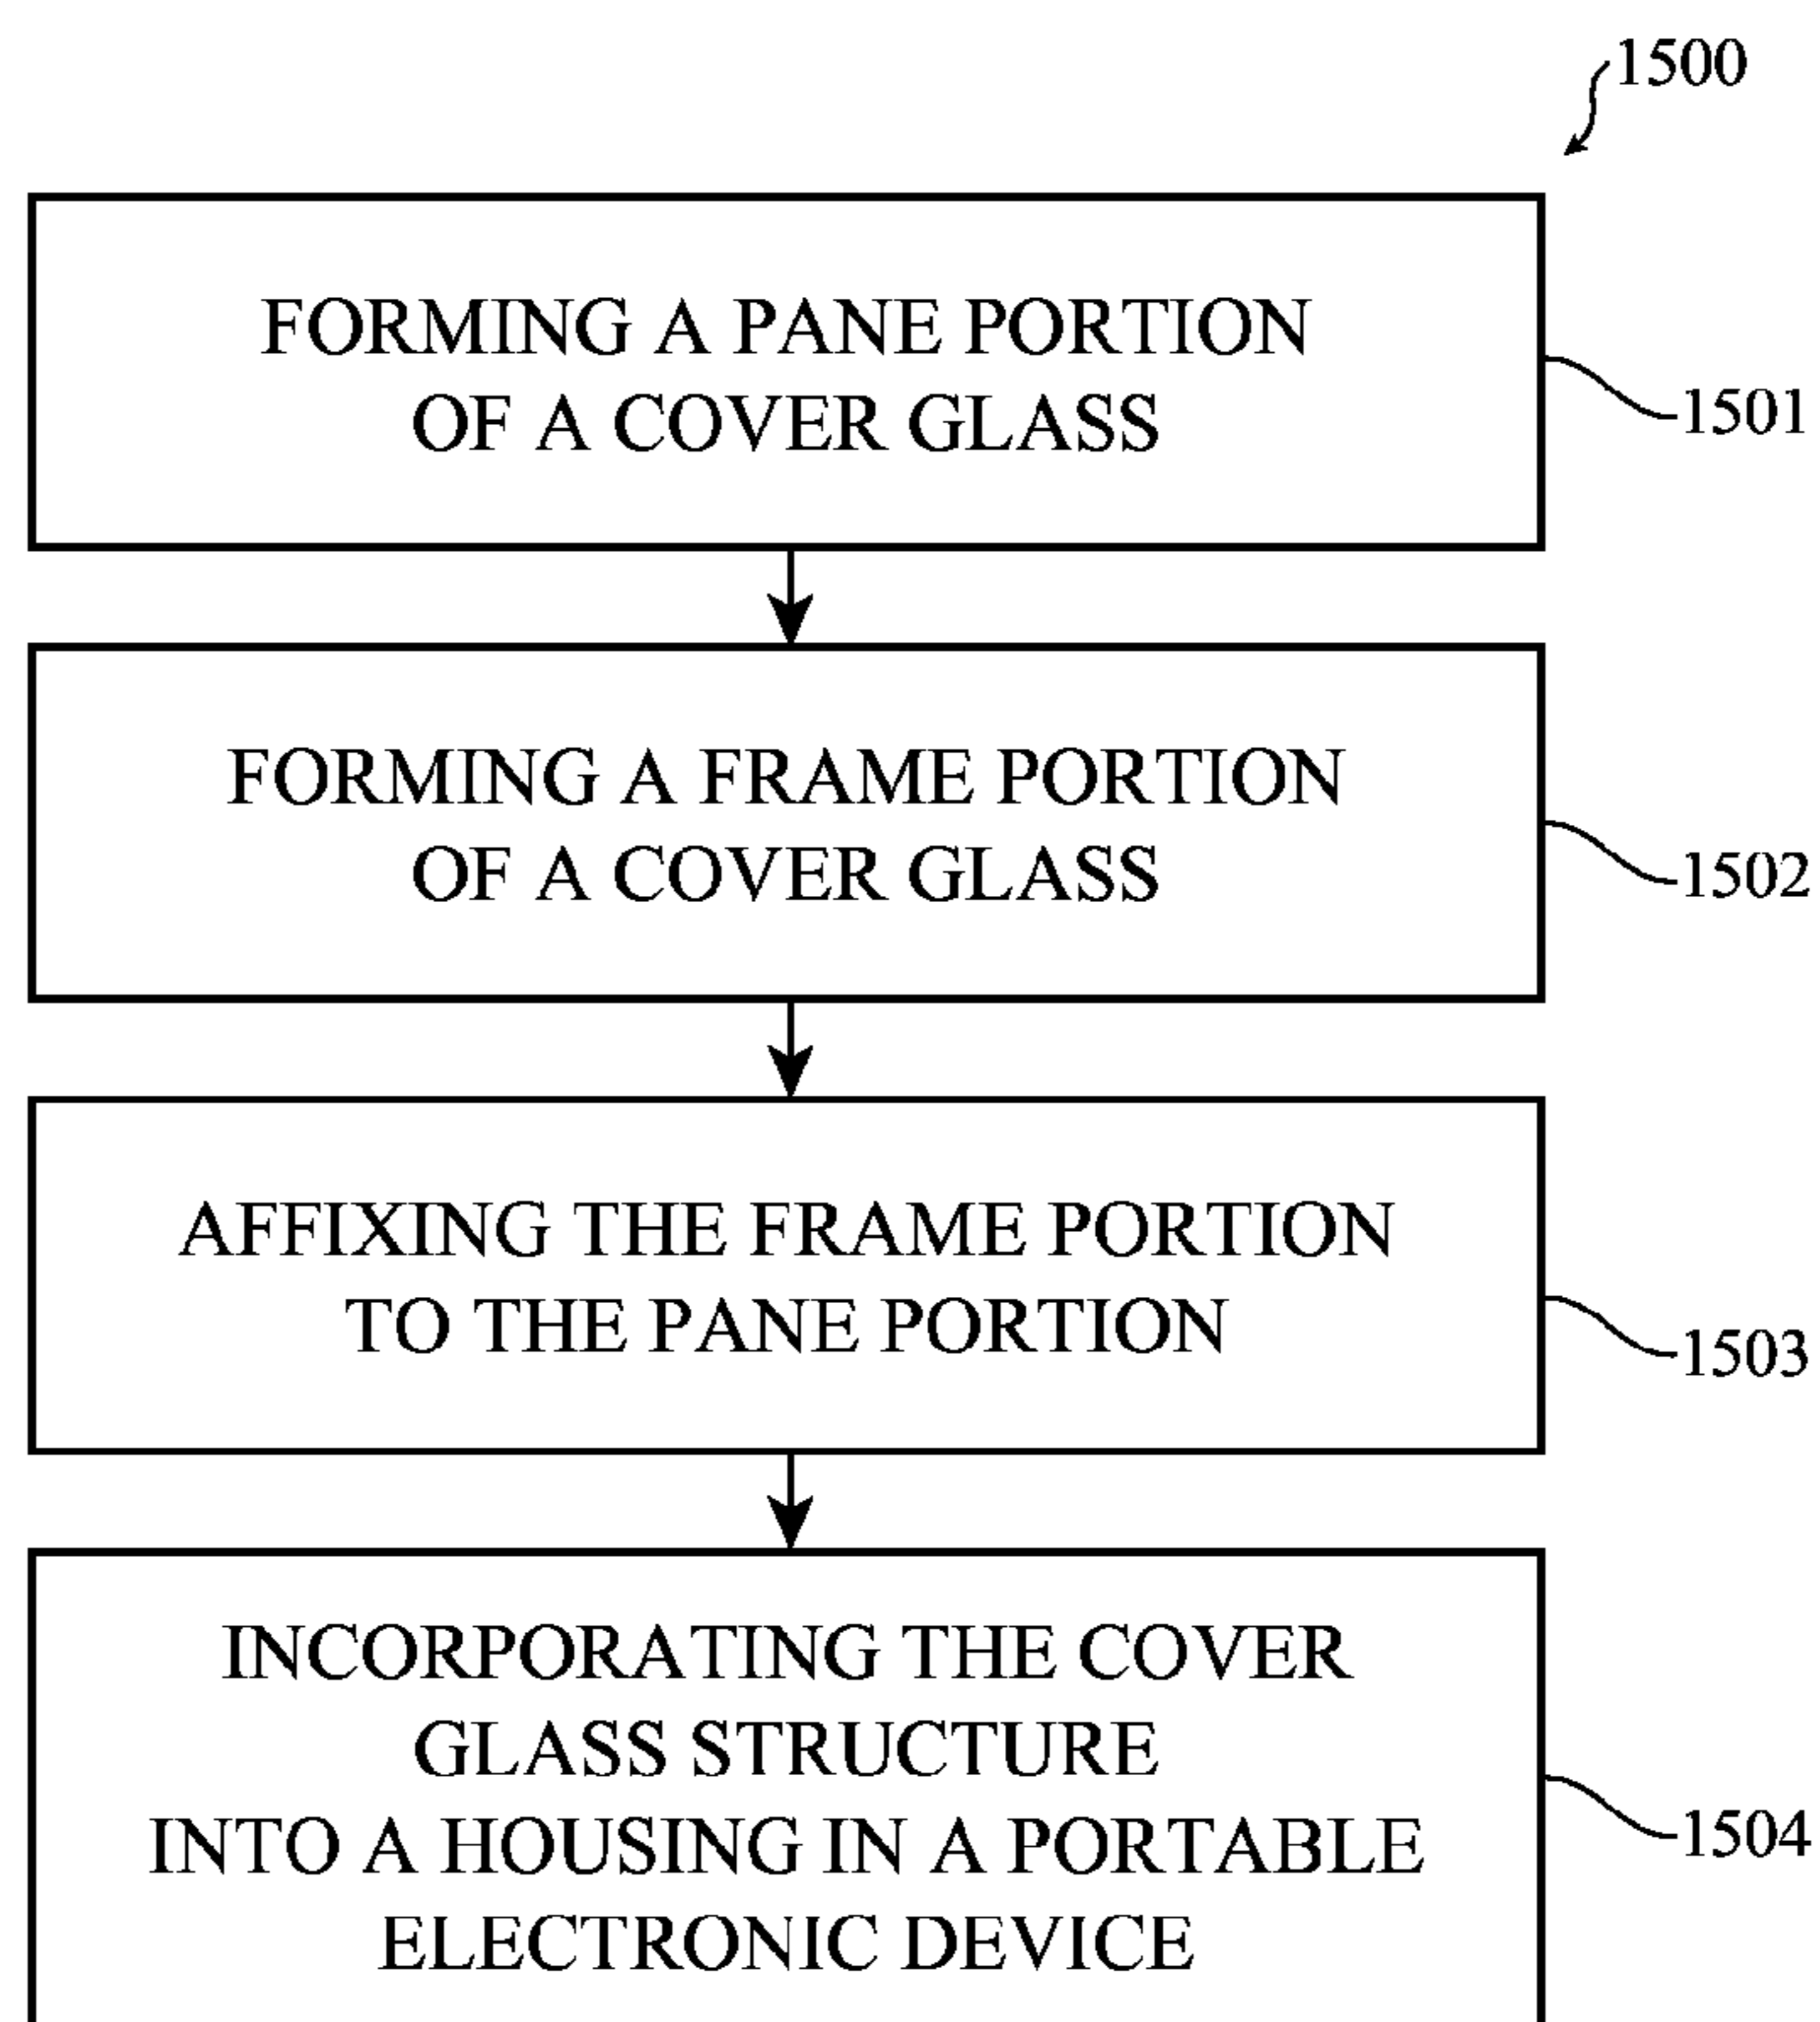 1500
FORMING A PANE PORTION
OF A COVER GLASS
1501
FORMING A FRAME PORTION
OF A COVER GLASS
1502
AFFIXING THE FRAME PORTION
TO THE PANE PORTION
1503
INCORPORATING THE COVER
GLASS STRUCTURE
INTO A HOUSING IN A PORTABLE
ELECTRONIC DEVICE
1504